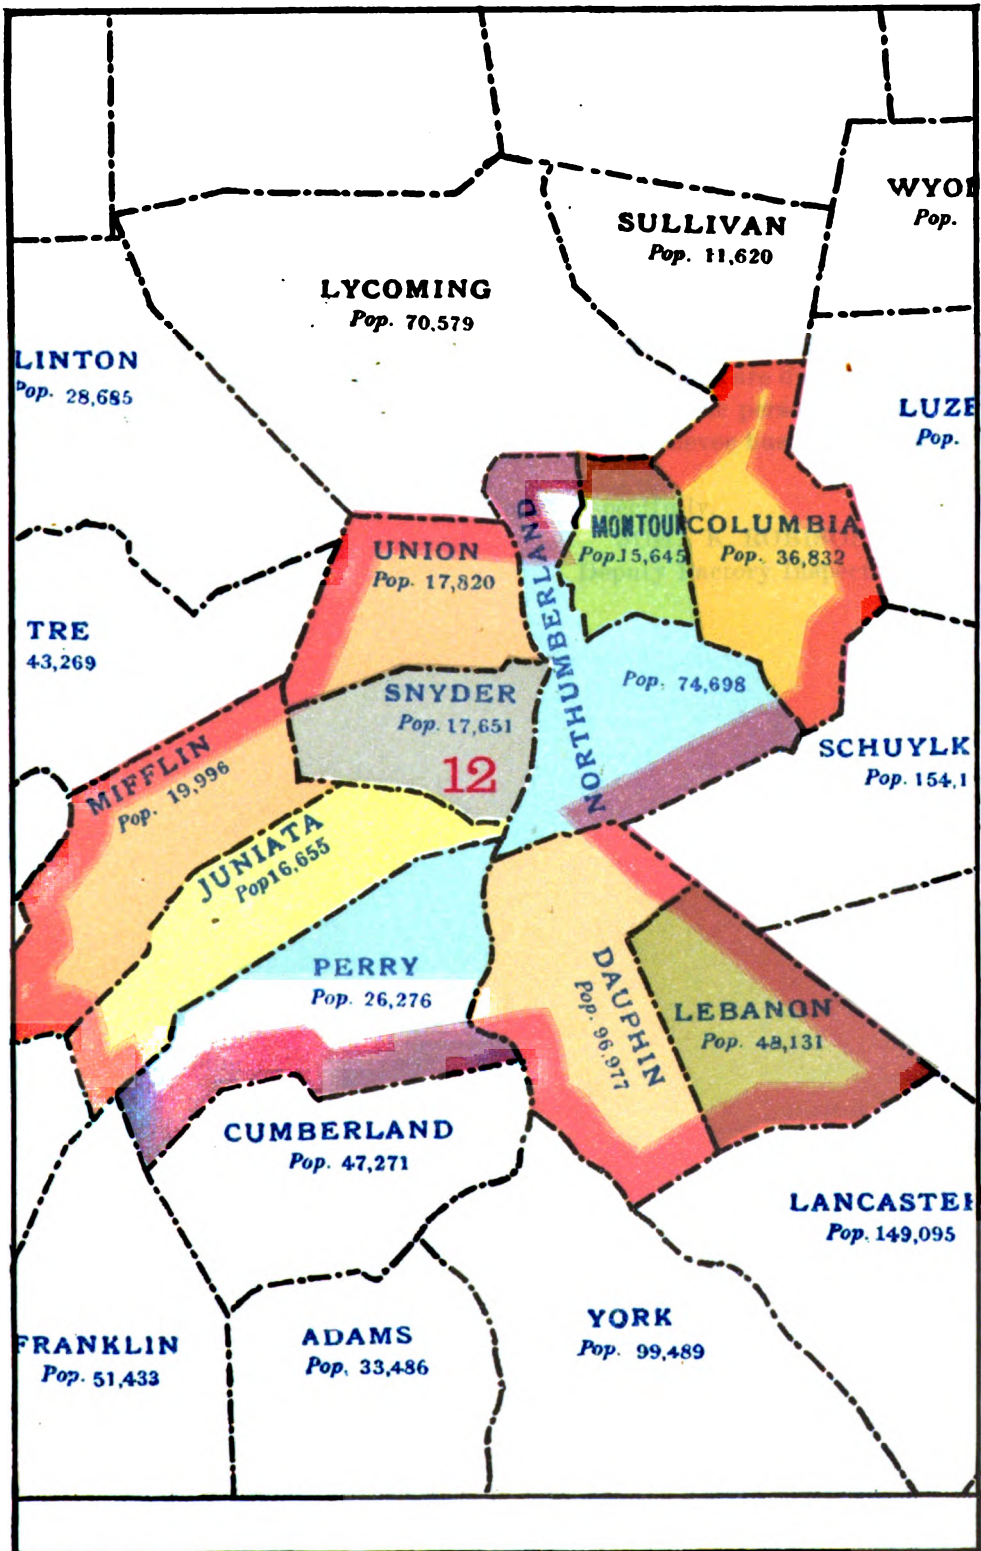 WYO
Pop.
SULLIVAN
Pop. 11,620
LYCOMING
Pop. 70,579
LINTON
Pop. 28,685
LUZE
Pop.
MONTOUR
Pop.15,645
COLUMBIA
Pop. 36,832
UNION
Pop. 17,820
TRE
43,269
NORTHUMBERLAND
Pop. 74,698
SNYDER
Pop. 17,651
12
SCHUYLK
Pop. 154,1
MIFFLIN
Pop. 19,996
JUNIATA
Pop16,655
PERRY
Pop. 26,276
DAUPHIN
Pop. 96,977
LEBANON
Pop. 48,131
CUMBERLAND
Pop. 47,271
LANCASTE
Pop. 149,095
YORK
Pop. 99,489
FRANKLIN
Pop. 51,433
ADAMS
Pop. 33,486